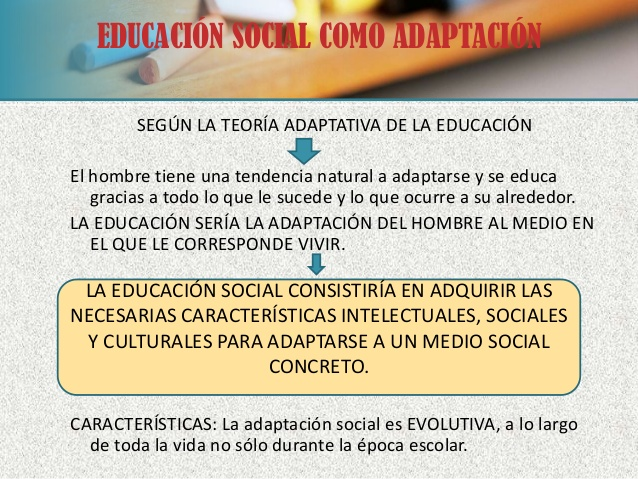 EDUCACIÓN SOCIAL COMO ADAPTACIÓN
SEGÚN LA TEORÍA ADAPTATIVA DE LA EDUCACIÓN
El hombre tiene una tendencia natural a adaptarse y se educa
gracias a todo lo que le sucede y lo que ocurre a su alrededor.
LA EDUCACIÓN SERÍA LA ADAPTACIÓN DEL HOMBRE AL MEDIO EN
EL QUE LE CORRESPONDE VIVIR.
LA EDUCACIÓN SOCIAL CONSISTIRÍA EN ADQUIRIR LAS
NECESARIAS CARACTERÍSTICAS INTELECTUALES, SOCIALES
Y CULTURALES PARA ADAPTARSE A UN MEDIO SOCIAL
CONCRETO.
CARACTERÍSTICAS: La adaptación social es EVOLUTIVA, a lo largo
de toda la vida no sólo durante la época escolar.